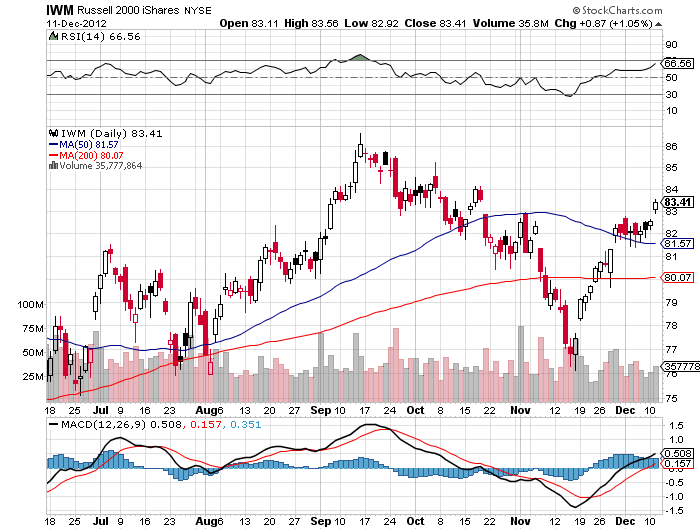 IWM Russell 2000 iShares NYSE © StockCharts.com
11-Dec-2012 Open 83.11 High 83.56 Low 82.92 Close 83.41 Volume 35.8M Chg +0.87 (+1.05%)
RSI(14) 66.56
90
70
66.56
50
30
10
IWM (Daily) 83.41
MA(50) 81.57
MA(200) 80.07
Volume 35,777,864
86
85
84
83.41
83
82
81.57
81
80.07
79
78
77
357778
76
75
100M
75M
50M
25M
18 25 Jul 9 16 23 Aug 6 13 20 27 Sep 10 17 24 Oct 8 15 22 Nov 12 19 26 Dec 10
MACD(12,26,9) 0.508, 0.157, 0.351
1.5
1.0
0.508
0.157
-0.5
-1.0
-1.5
18 25 Jul 9 16 23 Aug 6 13 20 27 Sep 10 17 24 Oct 8 15 22 Nov 12 19 26 Dec 10